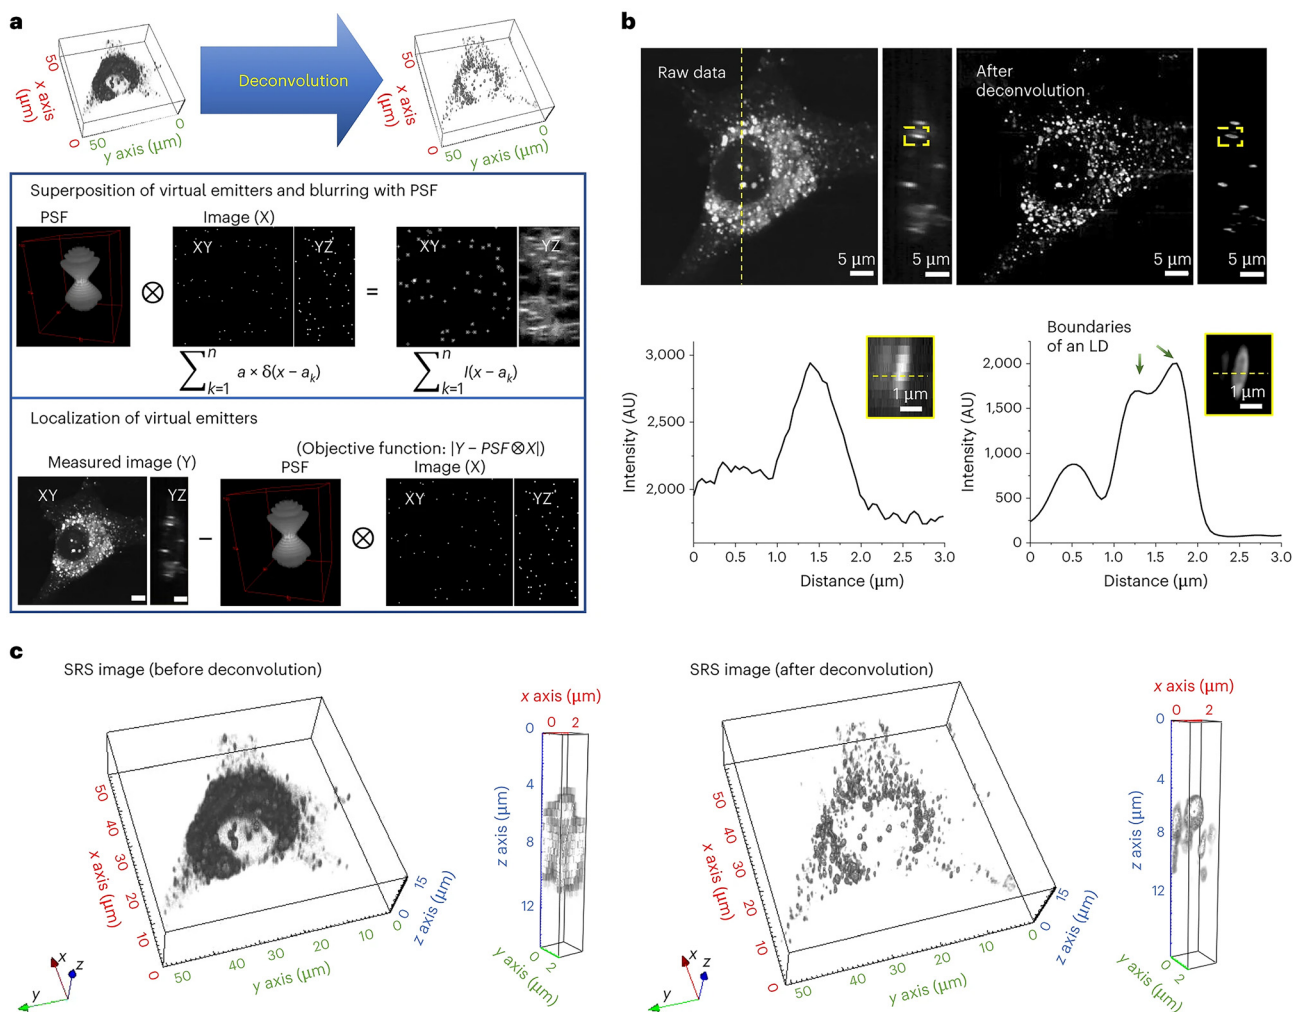 a
50
x axis
(µm)
0
50
y axis (µm)
0
Deconvolution
50
x axis
(µm)
0
50
y axis (µm)
0
Superposition of virtual emitters and blurring with PSF
PSF
Image (X)
XY
YZ
XY
YZ
⊗
=
∑ n k=1 a × δ(x − ak)
∑ n k=1 I(x − ak)
Localization of virtual emitters
(Objective function: |Y − PSF⊗X|)
Measured image (Y)
PSF
Image (X)
XY
YZ
−
⊗
XY
YZ
b
Raw data
5 µm
5 µm
After
deconvolution
5 µm
5 µm
3,000
2,500
2,000
Intensity (AU)
1 µm
0
0.5
1.0
1.5
2.0
2.5
3.0
Distance (µm)
Boundaries
of an LD
2,000
1,500
1,000
500
0
Intensity (AU)
1 µm
0
0.5
1.0
1.5
2.0
2.5
3.0
Distance (µm)
c
SRS image (before deconvolution)
50
40
30
20
10
0
x axis (µm)
50
40
30
20
10
0
y axis (µm)
0
15
z axis (µm)
x
z
y
x axis (µm)
0
2
0
4
8
12
z axis (µm)
0
2
y axis (µm)
SRS image (after deconvolution)
50
40
30
20
10
0
x axis (µm)
50
40
30
20
10
0
y axis (µm)
0
15
z axis (µm)
x
z
y
x axis (µm)
0
2
0
4
8
12
z axis (µm)
0
2
y axis (µm)